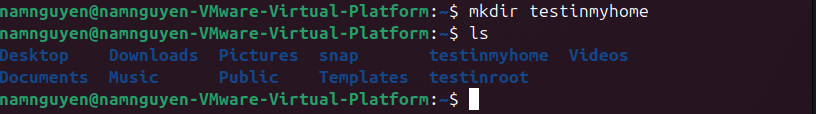 namnguyen@namnguyen-VMware-Virtual-Platform:~$ mkdir testinmyhome
namnguyen@namnguyen-VMware-Virtual-Platform:~$ ls
Desktop    Downloads  Pictures  snap       testinmyhome  Videos
Documents  Music      Public    Templates  testinroot
namnguyen@namnguyen-VMware-Virtual-Platform:~$